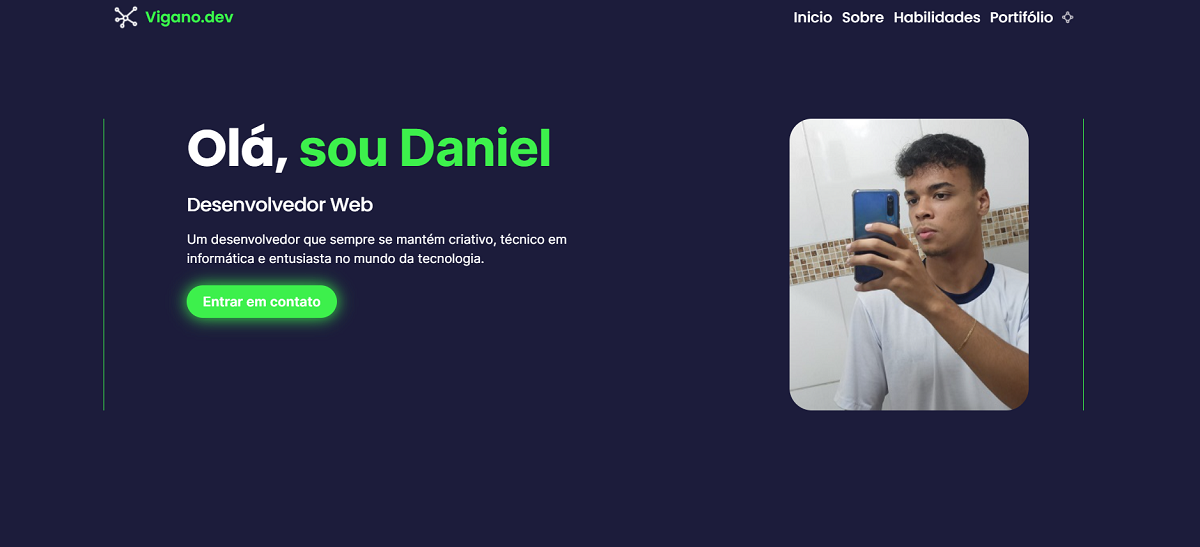 Vigano.dev
Inicio Sobre Habilidades Portifólio
Olá, sou Daniel
Desenvolvedor Web
Um desenvolvedor que sempre se mantém criativo, técnico em
informática e entusiasta no mundo da tecnologia.
Entrar em contato